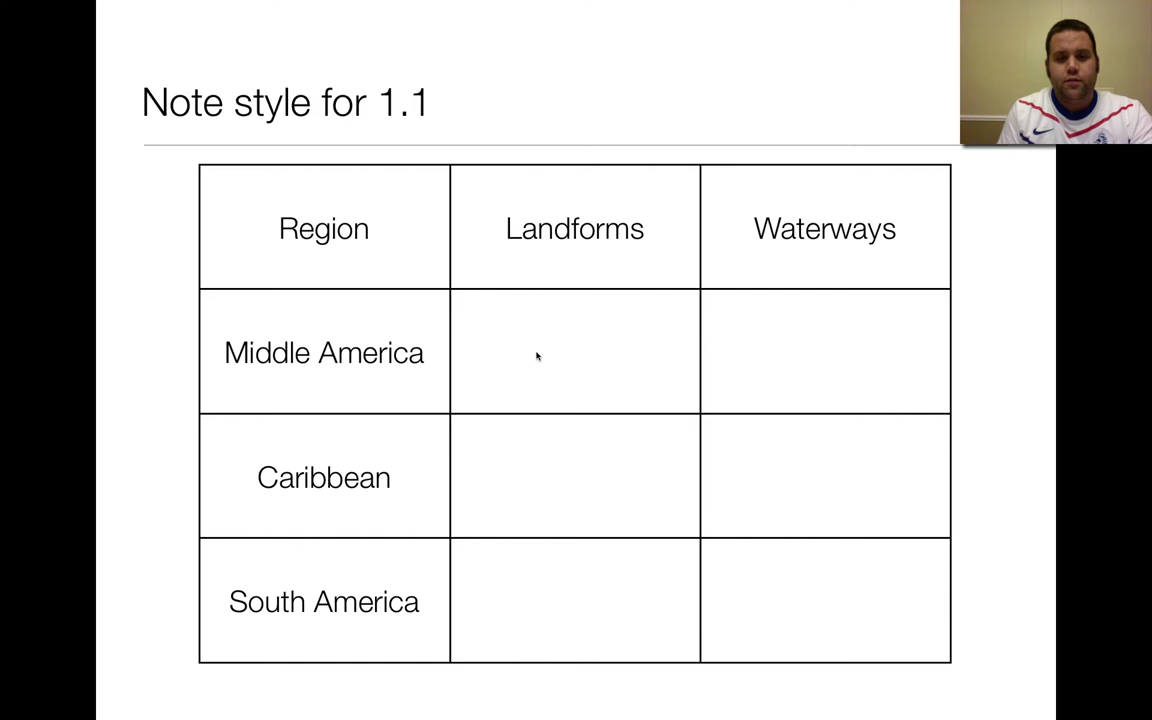 Note style for 1.1
Region Landforms Waterways
Middle America
Caribbean
South America